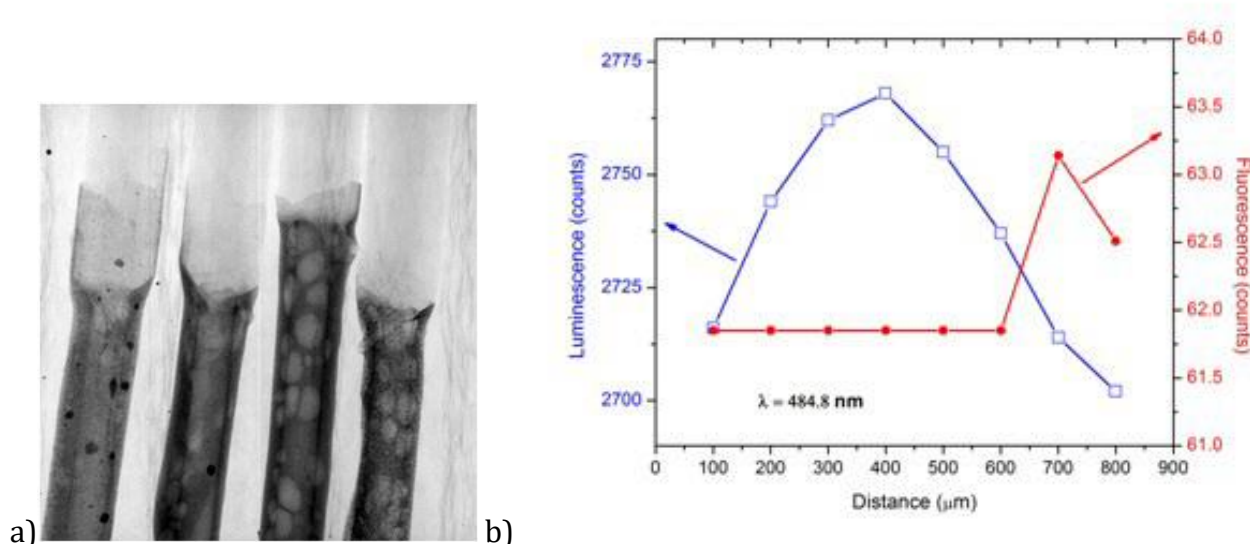 a)
b)
2775
2750
2725
2700
Luminescence (counts)
64.0
63.5
63.0
62.5
62.0
61.5
61.0
Fluorescence (counts)
λ = 484.8 nm
0 100 200 300 400 500 600 700 800 900
Distance (μm)